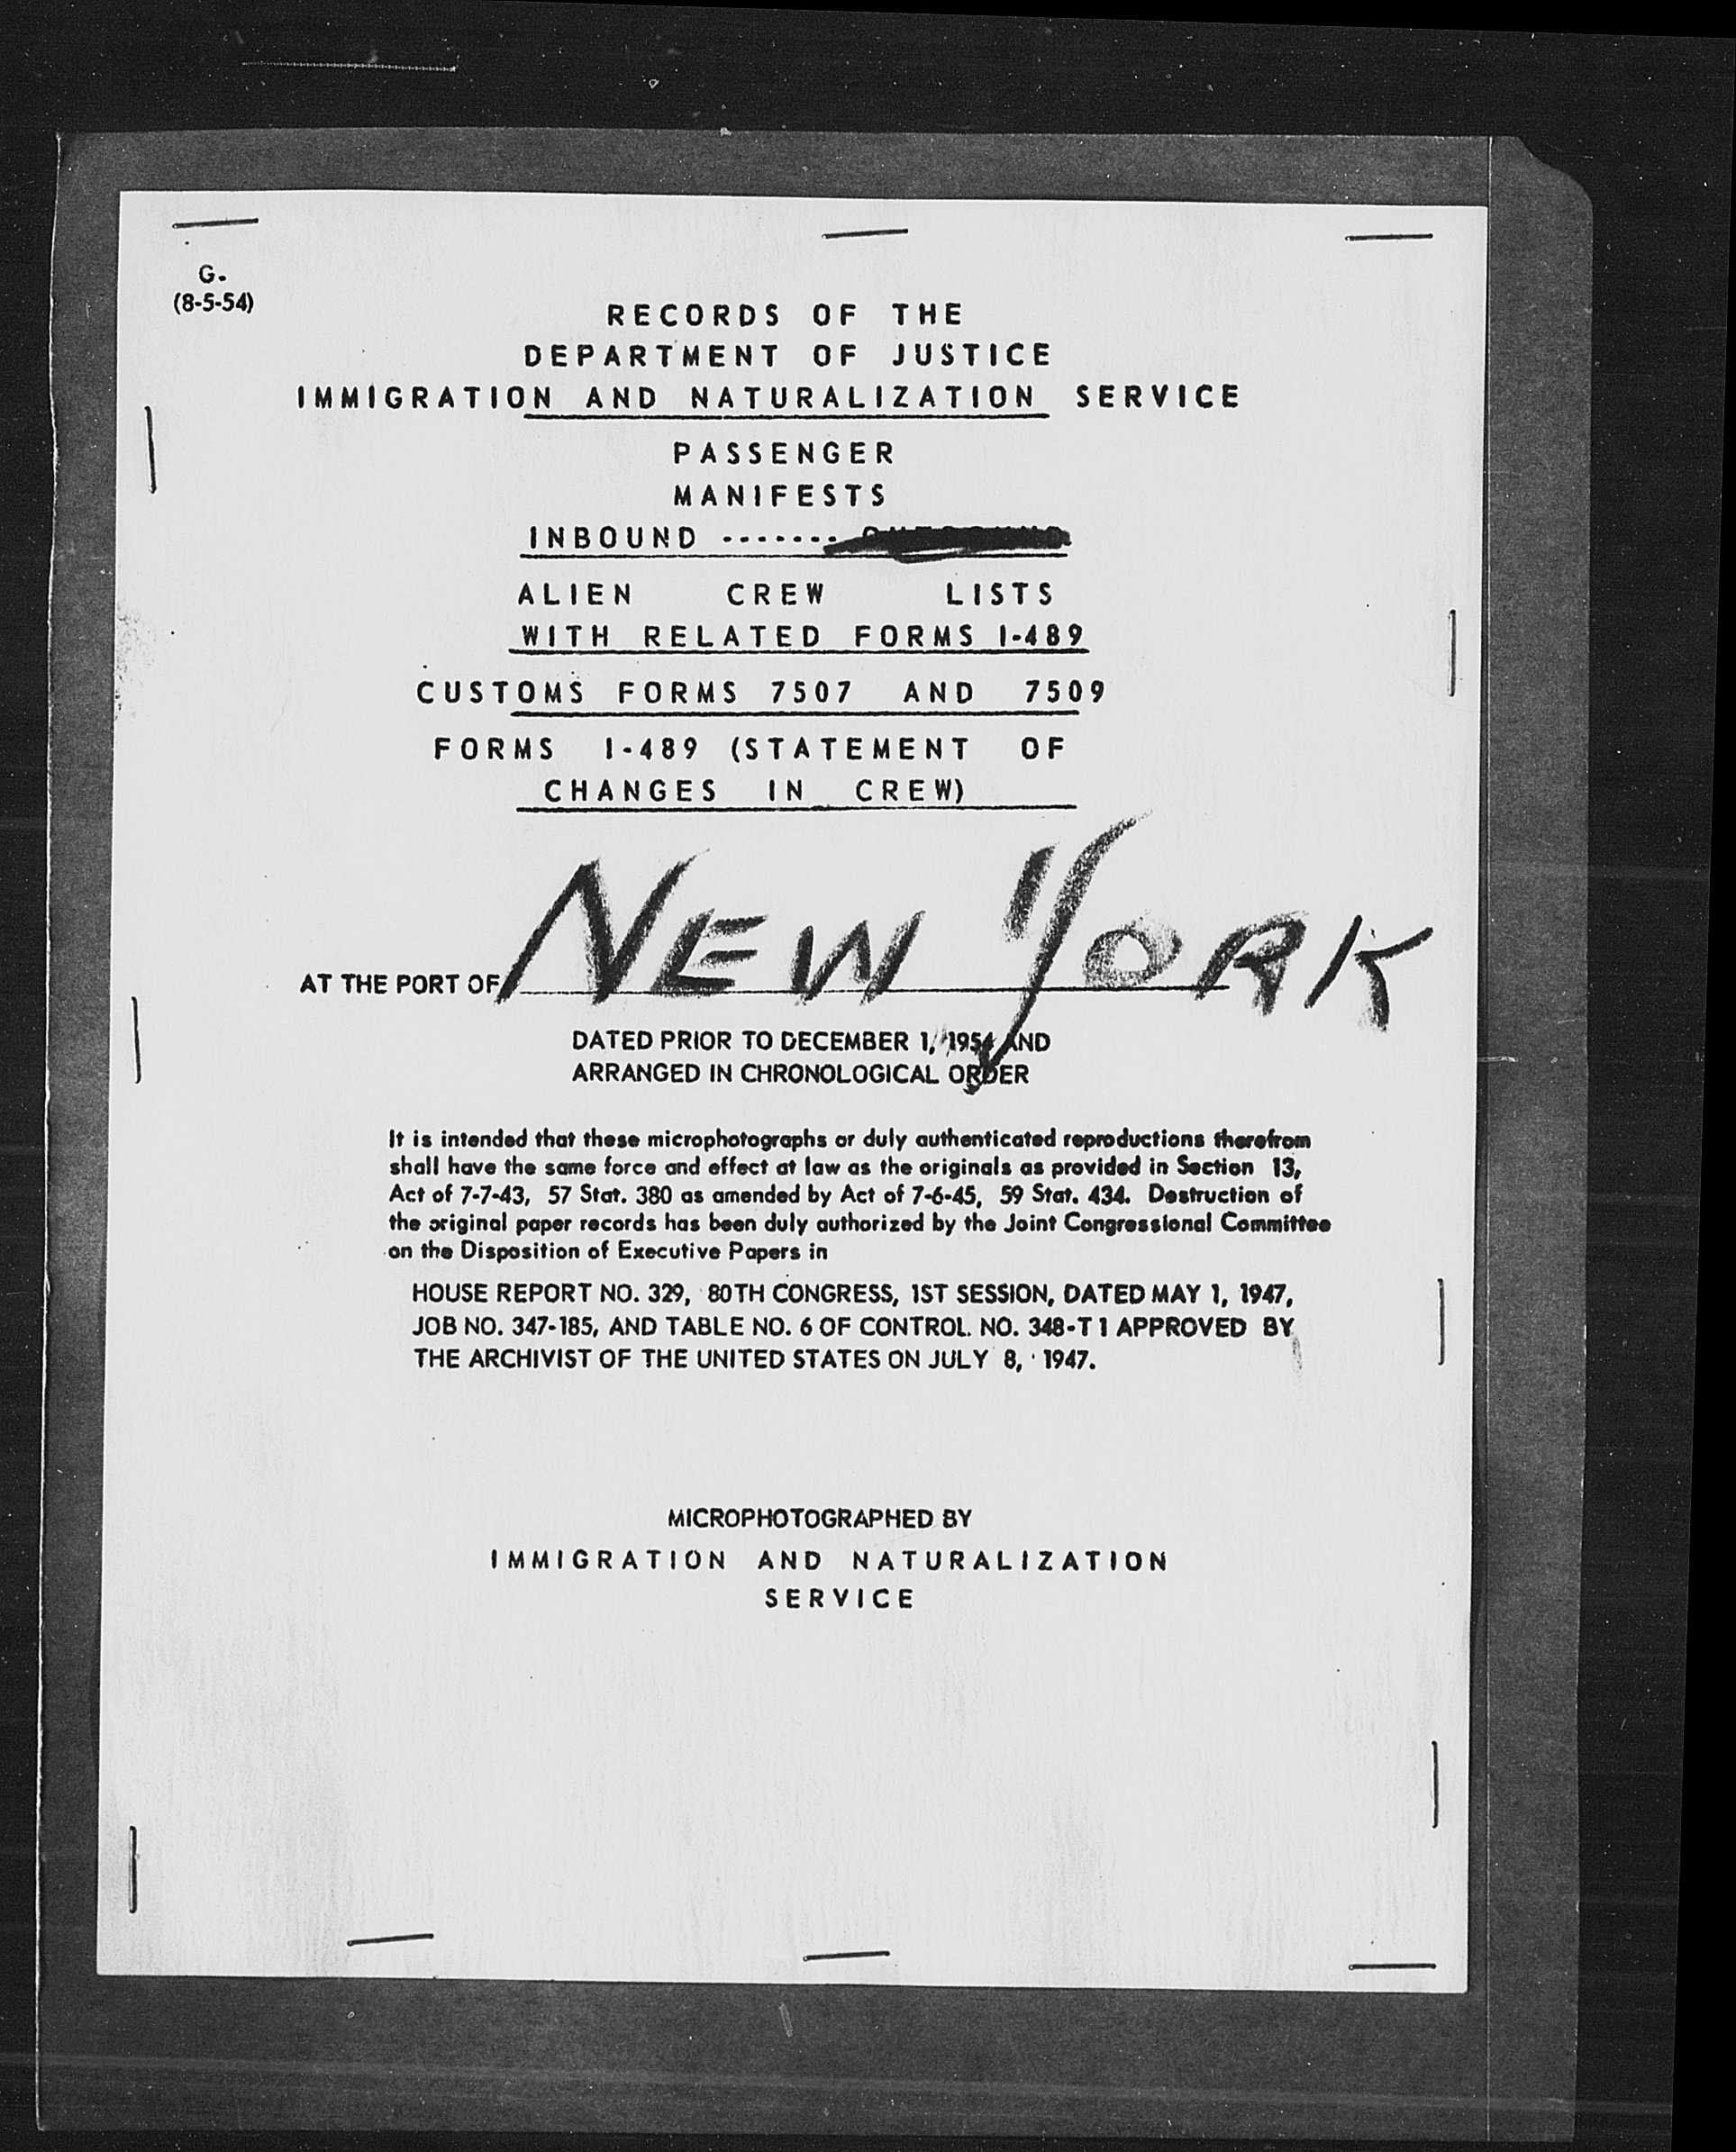 G-
(8-5-54)
RECORDS OF THE
DEPARTMENT OF JUSTICE
IMMIGRATION AND NATURALIZATION SERVICE
PASSENGER
MANIFESTS
INBOUND -------
ALIEN CREW LISTS
WITH RELATED FORMS I-489
CUSTOMS FORMS 7507 AND 7509
FORMS I-489 (STATEMENT OF
CHANGES IN CREW)
AT THE PORT OF NEW YORK
DATED PRIOR TO DECEMBER 1, 1954 AND
ARRANGED IN CHRONOLOGICAL ORDER
It is intended that these microphotographs or duly authenticated reproductions therefrom
shall have the same force and effect at law as the originals as provided in Section 13,
Act of 7-7-43, 57 Stat. 380 as amended by Act of 7-6-45, 59 Stat. 434. Destruction of
the original paper records has been duly authorized by the Joint Congressional Committee
on the Disposition of Executive Papers in
HOUSE REPORT NO. 329, 80TH CONGRESS, 1ST SESSION, DATED MAY 1, 1947,
JOB NO. 347-185, AND TABLE NO. 6 OF CONTROL NO. 348-T 1 APPROVED BY
THE ARCHIVIST OF THE UNITED STATES ON JULY 8, 1947.
MICROPHOTOGRAPHED BY
IMMIGRATION AND NATURALIZATION
SERVICE